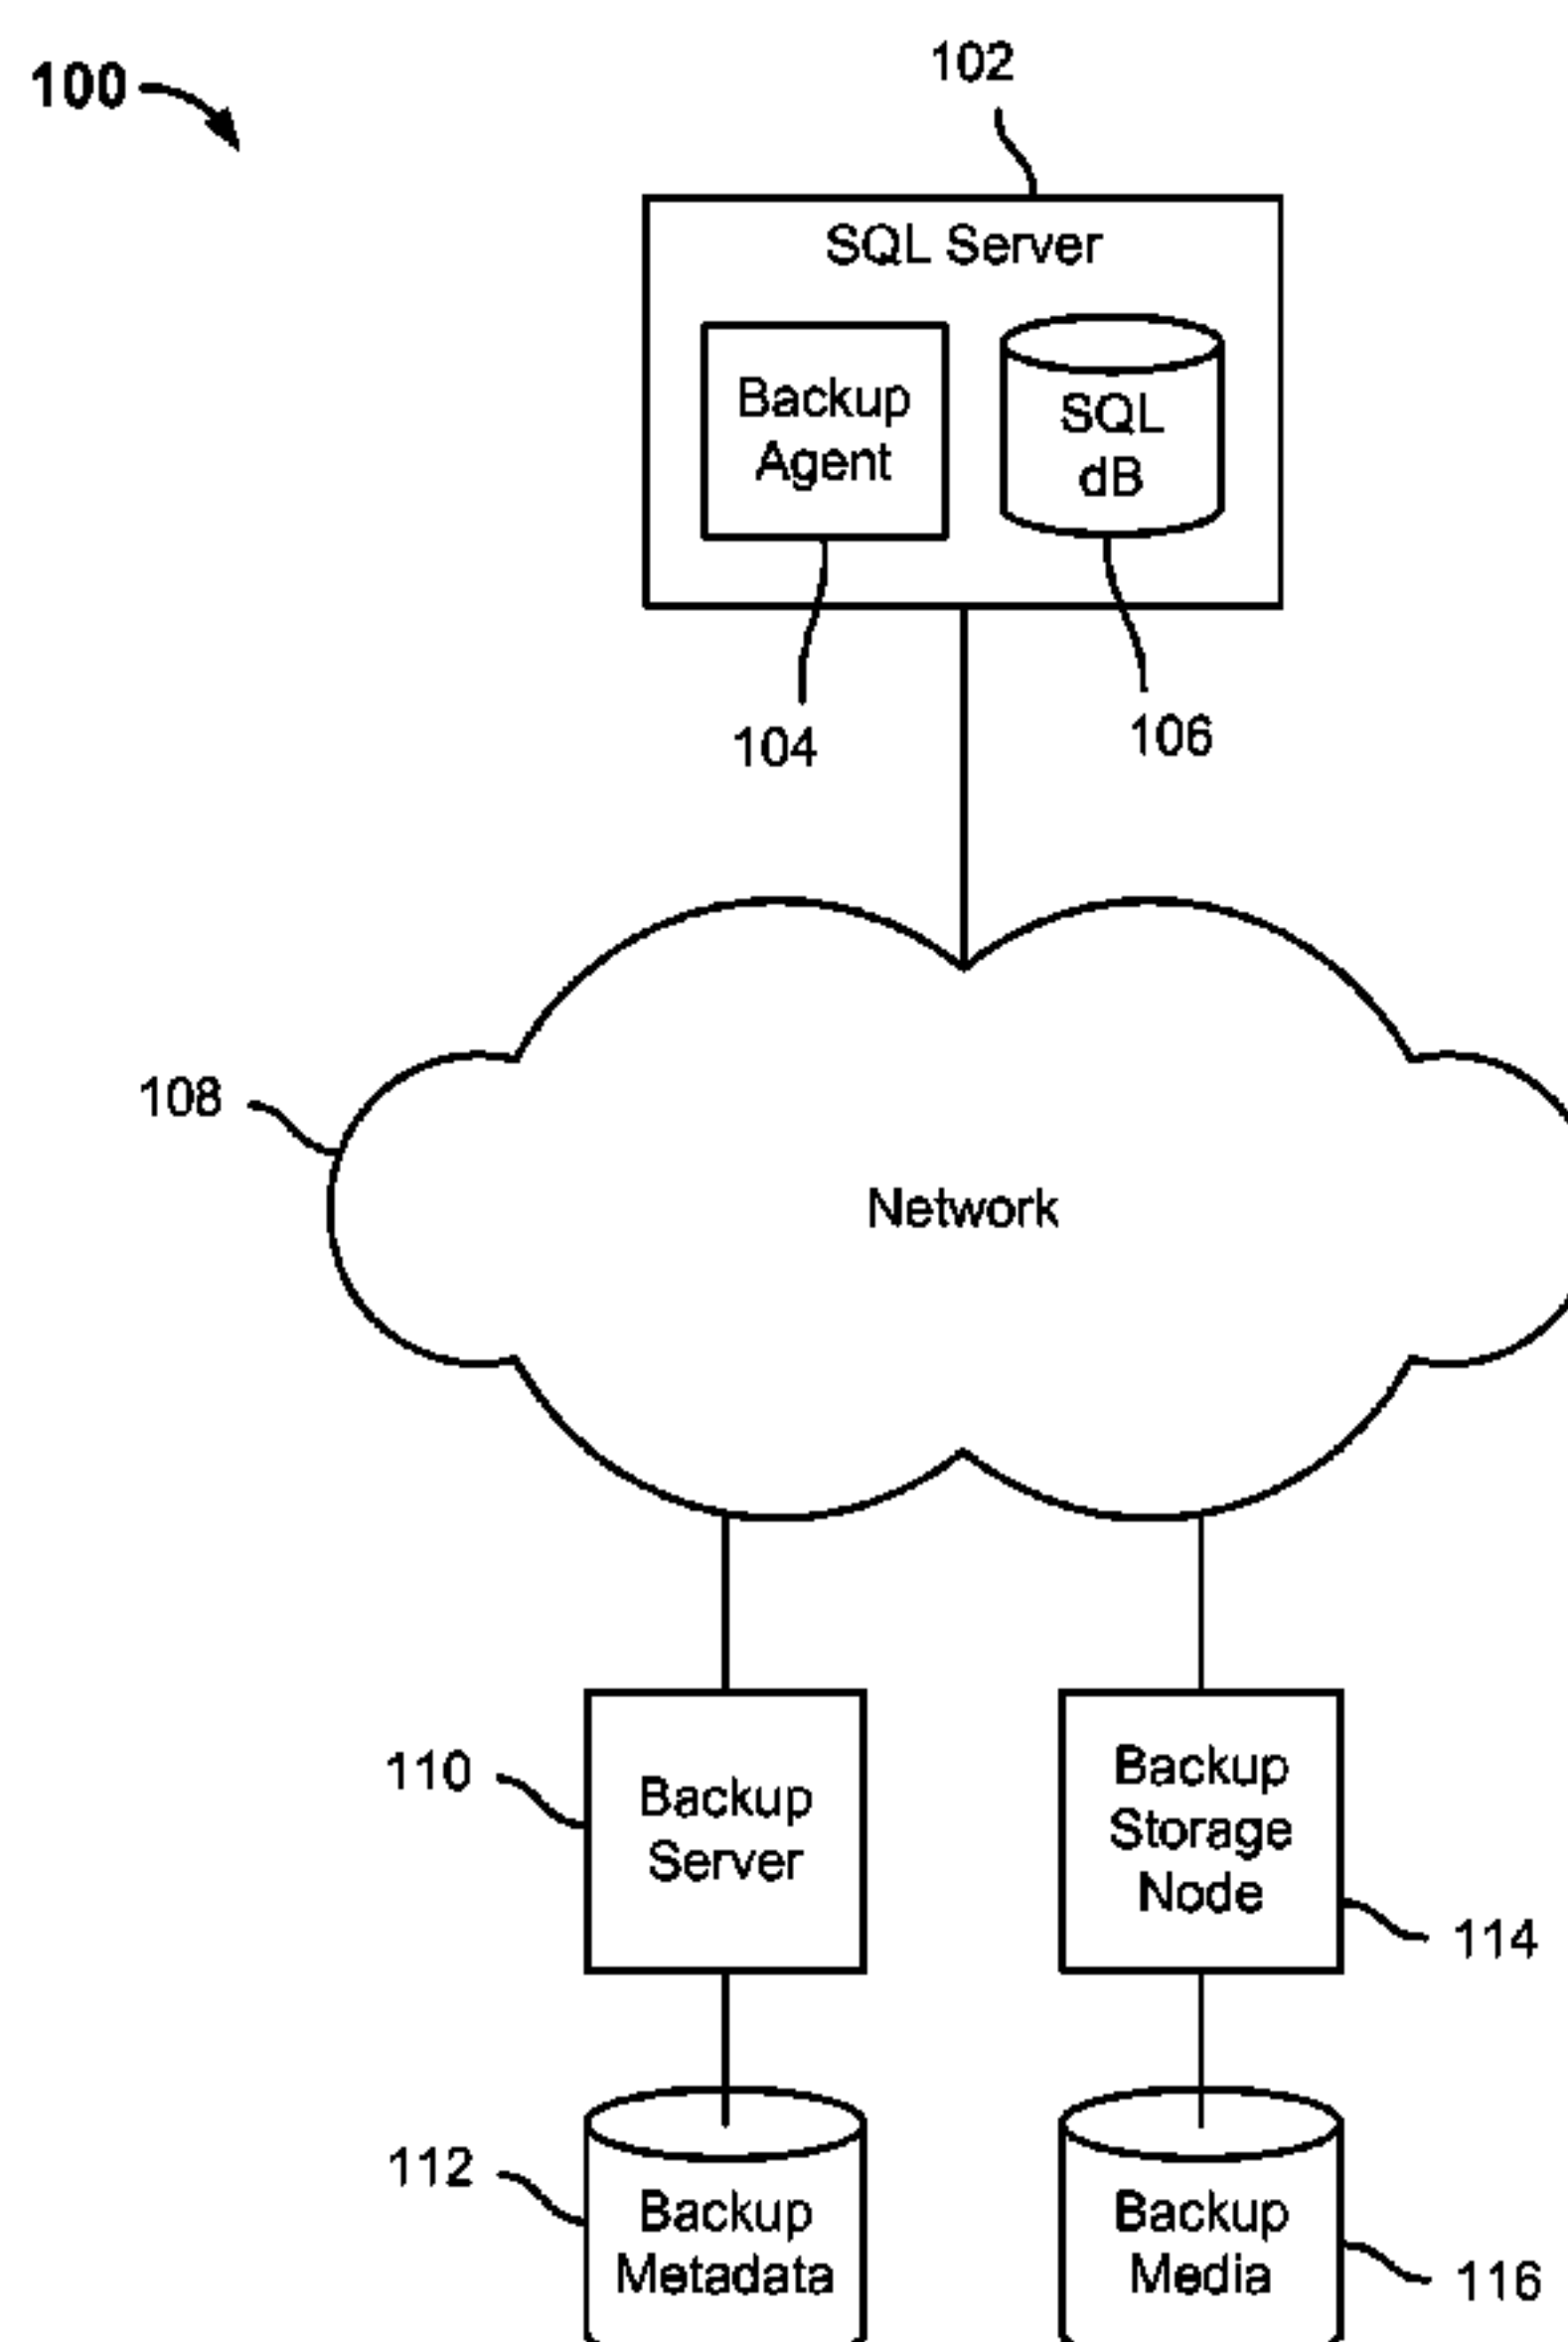 100
102
SQL Server
Backup
Agent
SQL
dB
104
106
108
Network
110
Backup
Server
Backup
Storage
Node
114
112
Backup
Metadata
Backup
Media
116